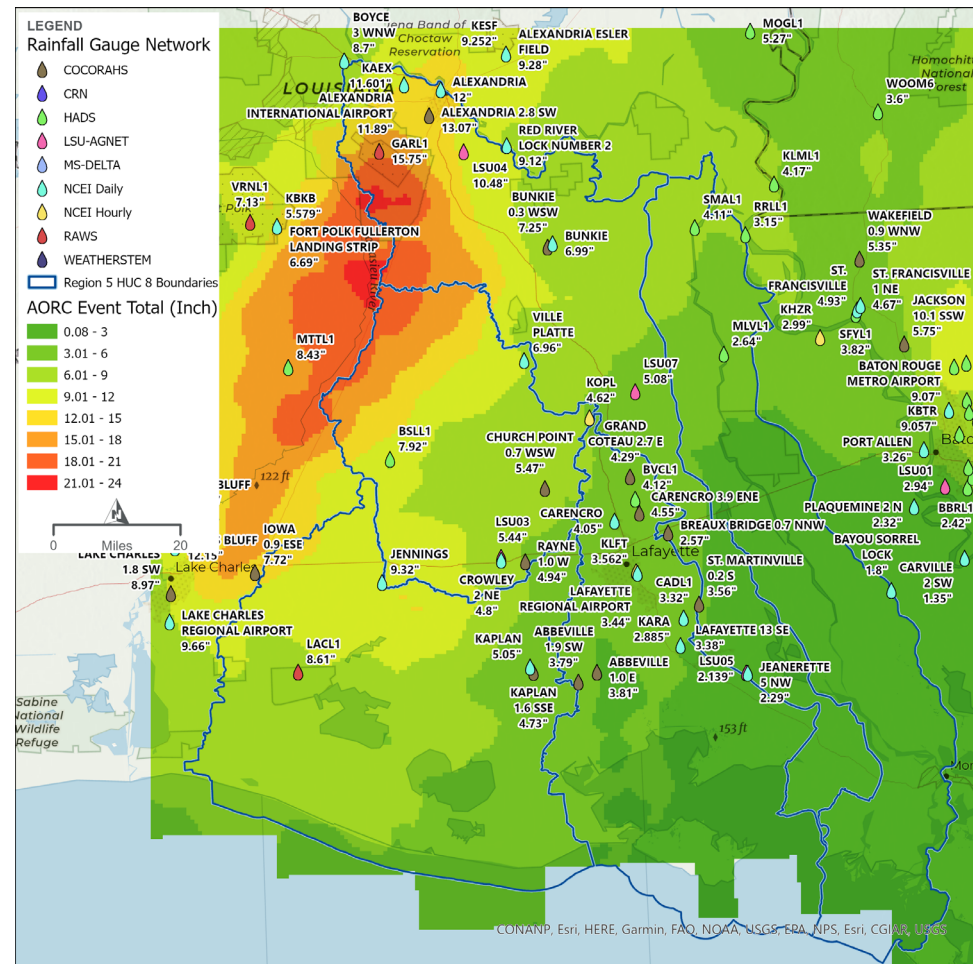 LEGEND
Rainfall Gauge Network
COCORAHS
CRN
HADS
LSU-AGNET
MS-DELTA
NCEI Daily
NCEI Hourly
RAWS
WEATHERSTEM
Region 5 HUC 8 Boundaries
AORC Event Total (Inch)
0.08 - 3
3.01 - 6
6.01 - 9
9.01 - 12
12.01 - 15
15.01 - 18
18.01 - 21
21.01 - 24
N
0
Miles
20
BOYCE
3 WNW
8.7"
Jena Band of
Choctaw
Reservation
KESF
9.252"
ALEXANDRIA ESLER
FIELD
9.28"
MOGL1
5.27"
Homochitt
National
Forest
WOOM6
3.6"
KAEX
11.601"
LOUISIANA
ALEXANDRIA
12"
ALEXANDRIA
INTERNATIONAL AIRPORT
11.89"
ALEXANDRIA 2.8 SW
13.07"
RED RIVER
LOCK NUMBER 2
9.12"
GARL1
15.75"
LSU04
10.48"
KLML1
4.17"
VRNL1
7.13"
KBKB
5.579"
BUNKIE
0.3 WSW
7.25"
BUNKIE
6.99"
SMAL1
4.11"
RRLL1
3.15"
WAKEFIELD
0.9 WNW
5.35"
FORT POLK FULLERTON
LANDING STRIP
6.69"
ST.
FRANCISVILLE
4.93"
ST. FRANCISVILLE
1 NE
4.67"
KHZR
2.99"
SFYL1
3.82"
JACKSON
10.1 SSW
5.75"
MTTL1
8.43"
VILLE
PLATTE
6.96"
MLVL1
2.64"
LSU07
5.08"
KOPL
4.62"
BATON ROUGE
METRO AIRPORT
9.07"
KBTR
9.057"
BSLL1
7.92"
CHURCH POINT
0.7 WSW
5.47"
GRAND
COTEAU 2.7 E
4.29"
PORT ALLEN
3.26"
BVCL1
4.12"
LSU01
2.94"
BLUFF
122 ft
CARENCRO 3.9 ENE
4.55"
CARENCRO
4.05"
PLAQUEMINE 2 N
2.32"
BBRL1
2.42"
BREAUX BRIDGE 0.7 NNW
2.57"
BLUFF
12.15"
IOWA
0.9 ESE
7.72"
LSU03
5.44"
RAYNE
1.0 W
4.94"
KLFT
3.562"
Lafayette
BAYOU SORREL
LOCK
1.8"
LAKE CHARLES
1.8 SW
8.97"
Lake Charles
JENNINGS
9.32"
CROWLEY
2 NE
4.8"
ST. MARTINVILLE
0.2 S
3.56"
CARVILLE
2 SW
1.35"
CADL1
3.32"
LAFAYETTE
REGIONAL AIRPORT
3.44"
LAKE CHARLES
REGIONAL AIRPORT
9.66"
KARA
2.885"
LAFAYETTE 13 SE
3.38"
LACL1
8.61"
KAPLAN
5.05"
ABBEVILLE
1.9 SW
3.79"
ABBEVILLE
1.0 E
3.81"
LSU05
2.139"
JEANERETTE
5 NW
2.29"
KAPLAN
1.6 SSE
4.73"
Sabine
National
Wildlife
Refuge
153 ft
CONANP, Esri, HERE, Garmin, FAO, NOAA, USGS, EPA, NPS, Esri, CGIAR, USGS